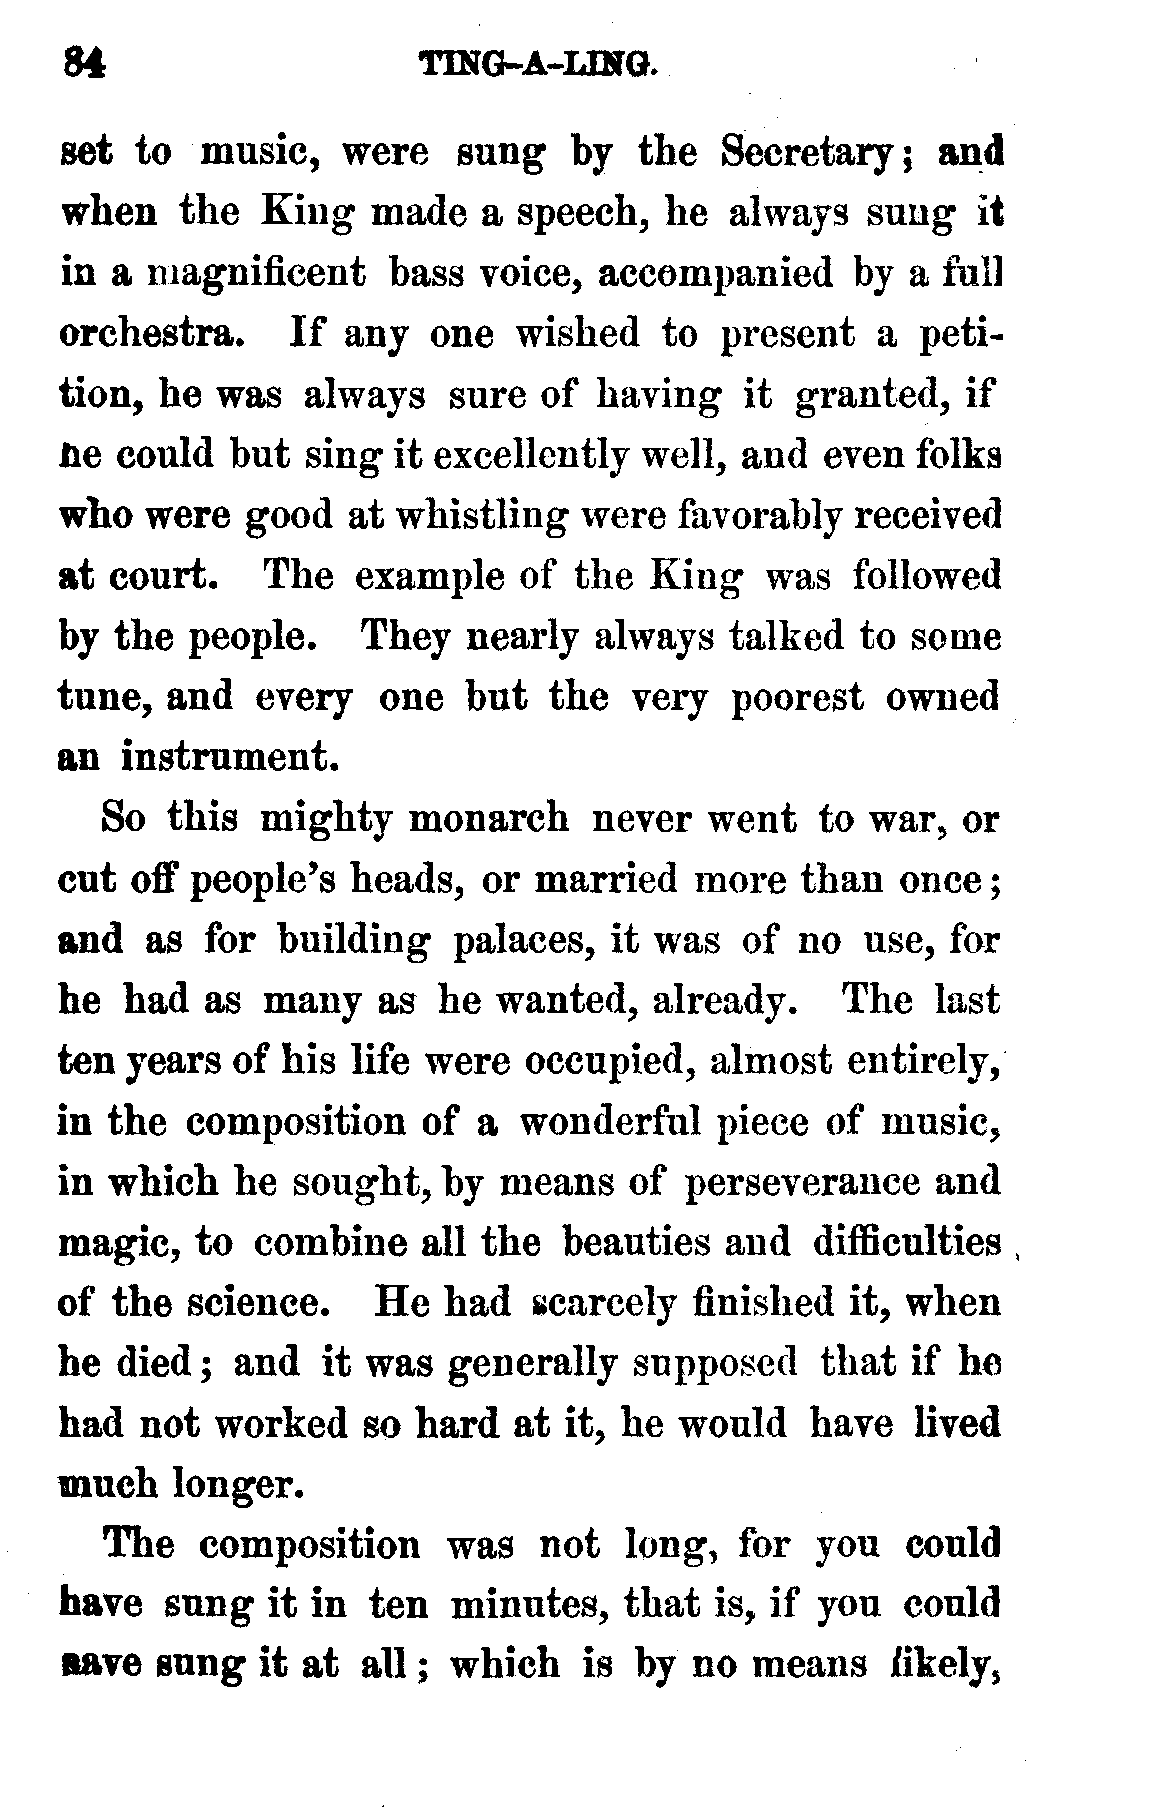 84 TING-A-LING.
set to music, were sung by the Secretary; and
when the King made a speech, he always sung it
in a magnificent bass voice, accompanied by a full
orchestra. If any one wished to present a peti-
tion, he was always sure of having it granted, if
he could but sing it excellently well, and even folks
who were good at whistling were favorably received
at court. The example of the King was followed
by the people. They nearly always talked to some
tune, and every one but the very poorest owned
an instrument.
So this mighty monarch never went to war, or
cut off people's heads, or married more than once;
and as for building palaces, it was of no use, for
he had as many as he wanted, already. The last
ten years of his life were occupied, almost entirely,
in the composition of a wonderful piece of music,
in which he sought, by means of perseverance and
magic, to combine all the beauties and difficulties
of the science. He had scarcely finished it, when
he died; and it was generally supposed that if he
had not worked so hard at it, he would have lived
much longer.
The composition was not long, for you could
have sung it in ten minutes, that is, if you could
have sung it at all; which is by no means likely,